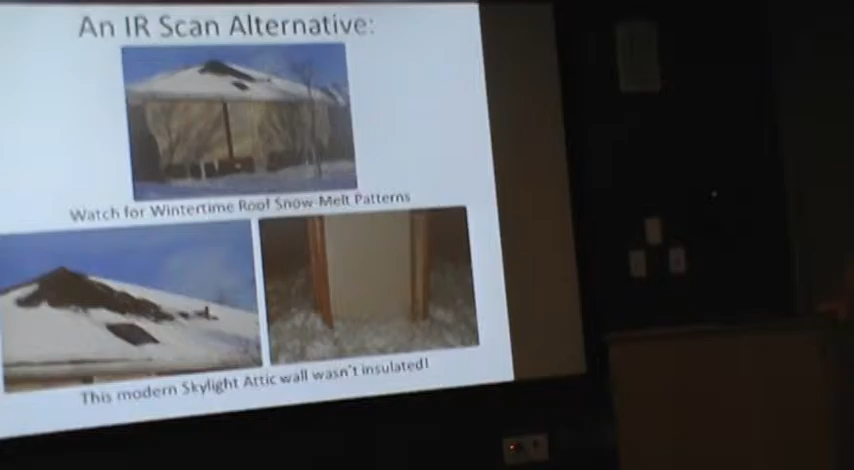 An IR Scan Alternative:
Watch for Wintertime Roof Snow-Melt Patterns
This modern Skylight Attic wall wasn't insulated!